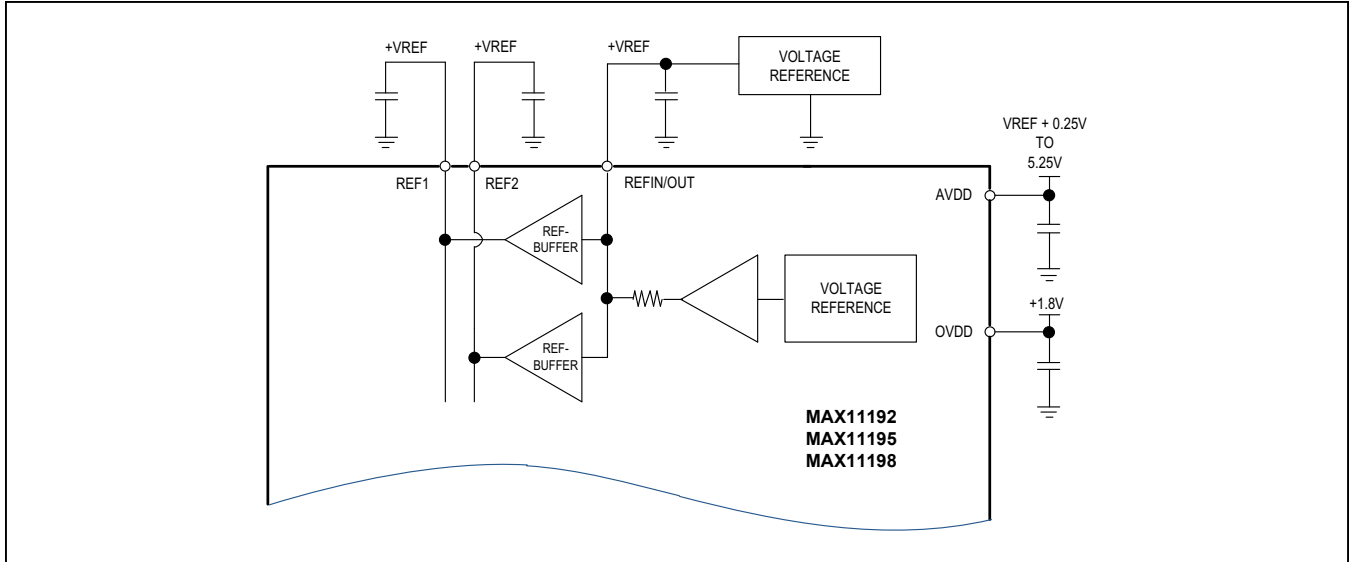 +VREF
+VREF
+VREF
VOLTAGE
REFERENCE
VREF + 0.25V
TO
5.25V
REF1
REF2
REFIN/OUT
AVDD
REF-
BUFFER
VOLTAGE
REFERENCE
+1.8V
OVDD
REF-
BUFFER
MAX11192
MAX11195
MAX11198